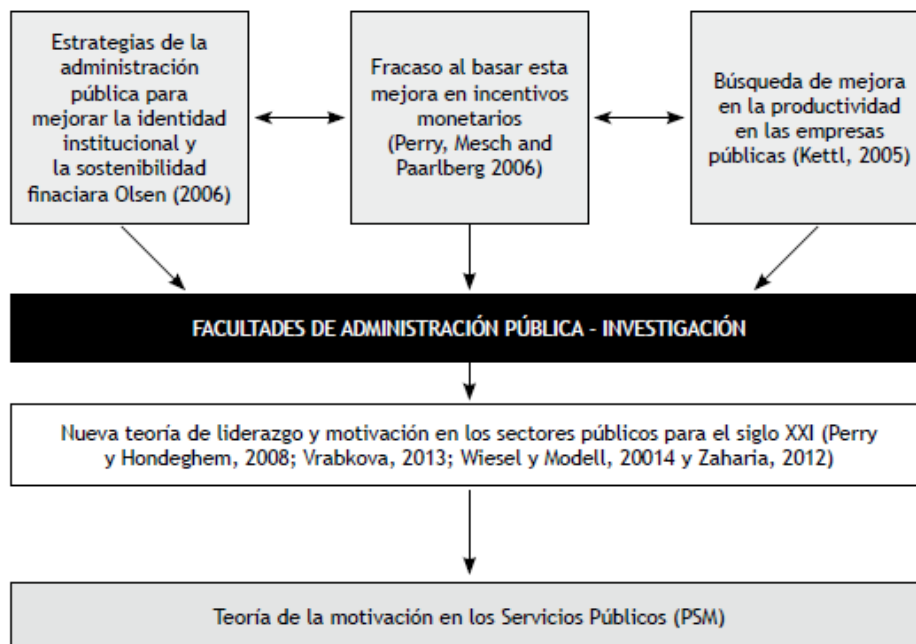 Estrategias de la
administración
pública para
mejorar la identidad
institucional y
la sostenibilidad
finaciara Olsen (2006)
Fracaso al basar esta
mejora en incentivos
monetarios
(Perry, Mesch and
Paarlberg 2006)
Búsqueda de mejora
en la productividad
en las empresas
públicas (Kettl, 2005)
FACULTADES DE ADMINISTRACIÓN PÚBLICA - INVESTIGACIÓN
Nueva teoría de liderazgo y motivación en los sectores públicos para el siglo XXI (Perry
y Hondeghem, 2008; Vrabkova, 2013; Wiesel y Modell, 20014 y Zaharia, 2012)
Teoría de la motivación en los Servicios Públicos (PSM)